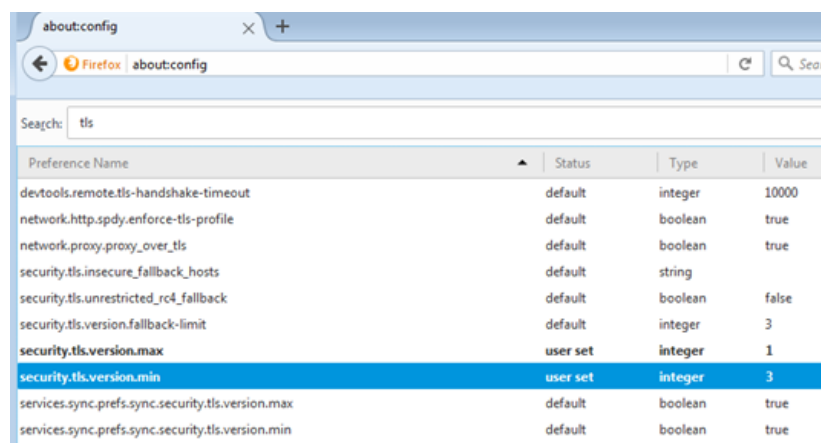 about:config
Firefox about:config Sea
Search: tls
Preference Name Status Type Value
devtools.remote.tls-handshake-timeout default integer 10000
network.http.spdy.enforce-tls-profile default boolean true
network.proxy.proxy_over_tls default boolean true
security.tls.insecure_fallback_hosts default string
security.tls.unrestricted_rc4_fallback default boolean false
security.tls.version.fallback-limit default integer 3
security.tls.version.max user set integer 1
security.tls.version.min user set integer 3
services.sync.prefs.sync.security.tls.version.max default boolean true
services.sync.prefs.sync.security.tls.version.min default boolean true